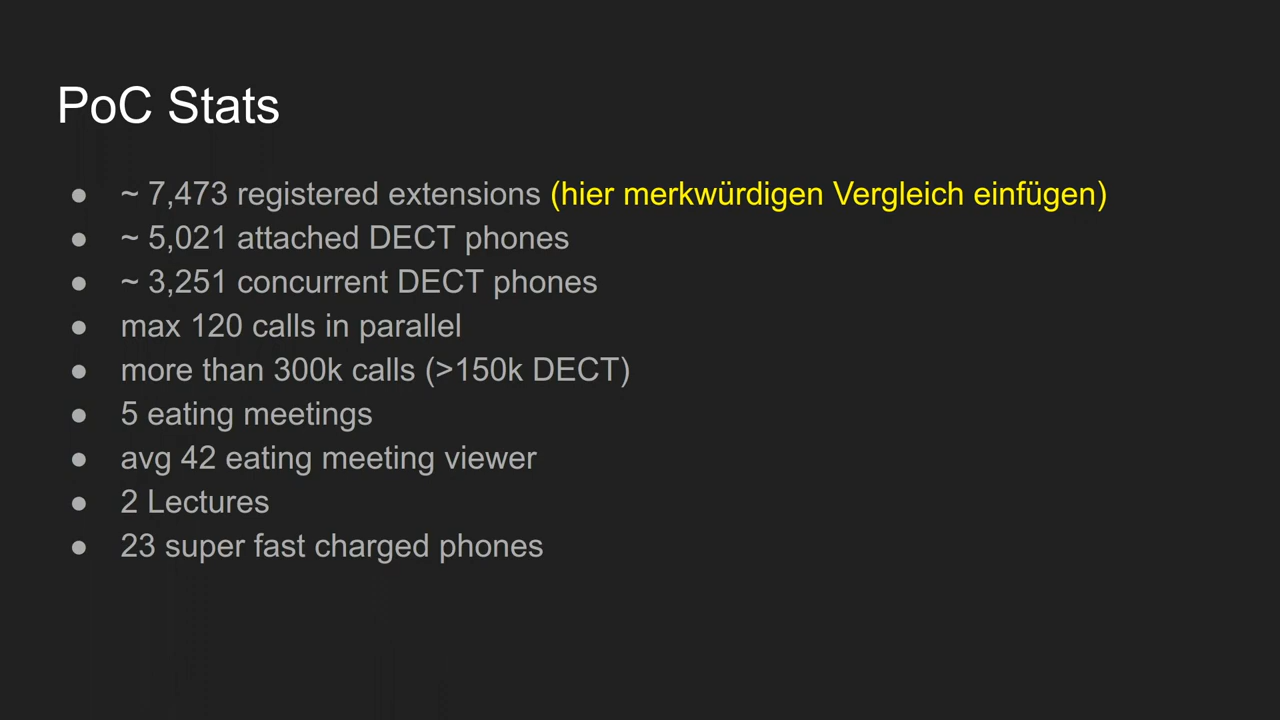 PoC Stats
● ~ 7,473 registered extensions (hier merkwürdigen Vergleich einfügen)
● ~ 5,021 attached DECT phones
● ~ 3,251 concurrent DECT phones
● max 120 calls in parallel
● more than 300k calls (>150k DECT)
● 5 eating meetings
● avg 42 eating meeting viewer
● 2 Lectures
● 23 super fast charged phones